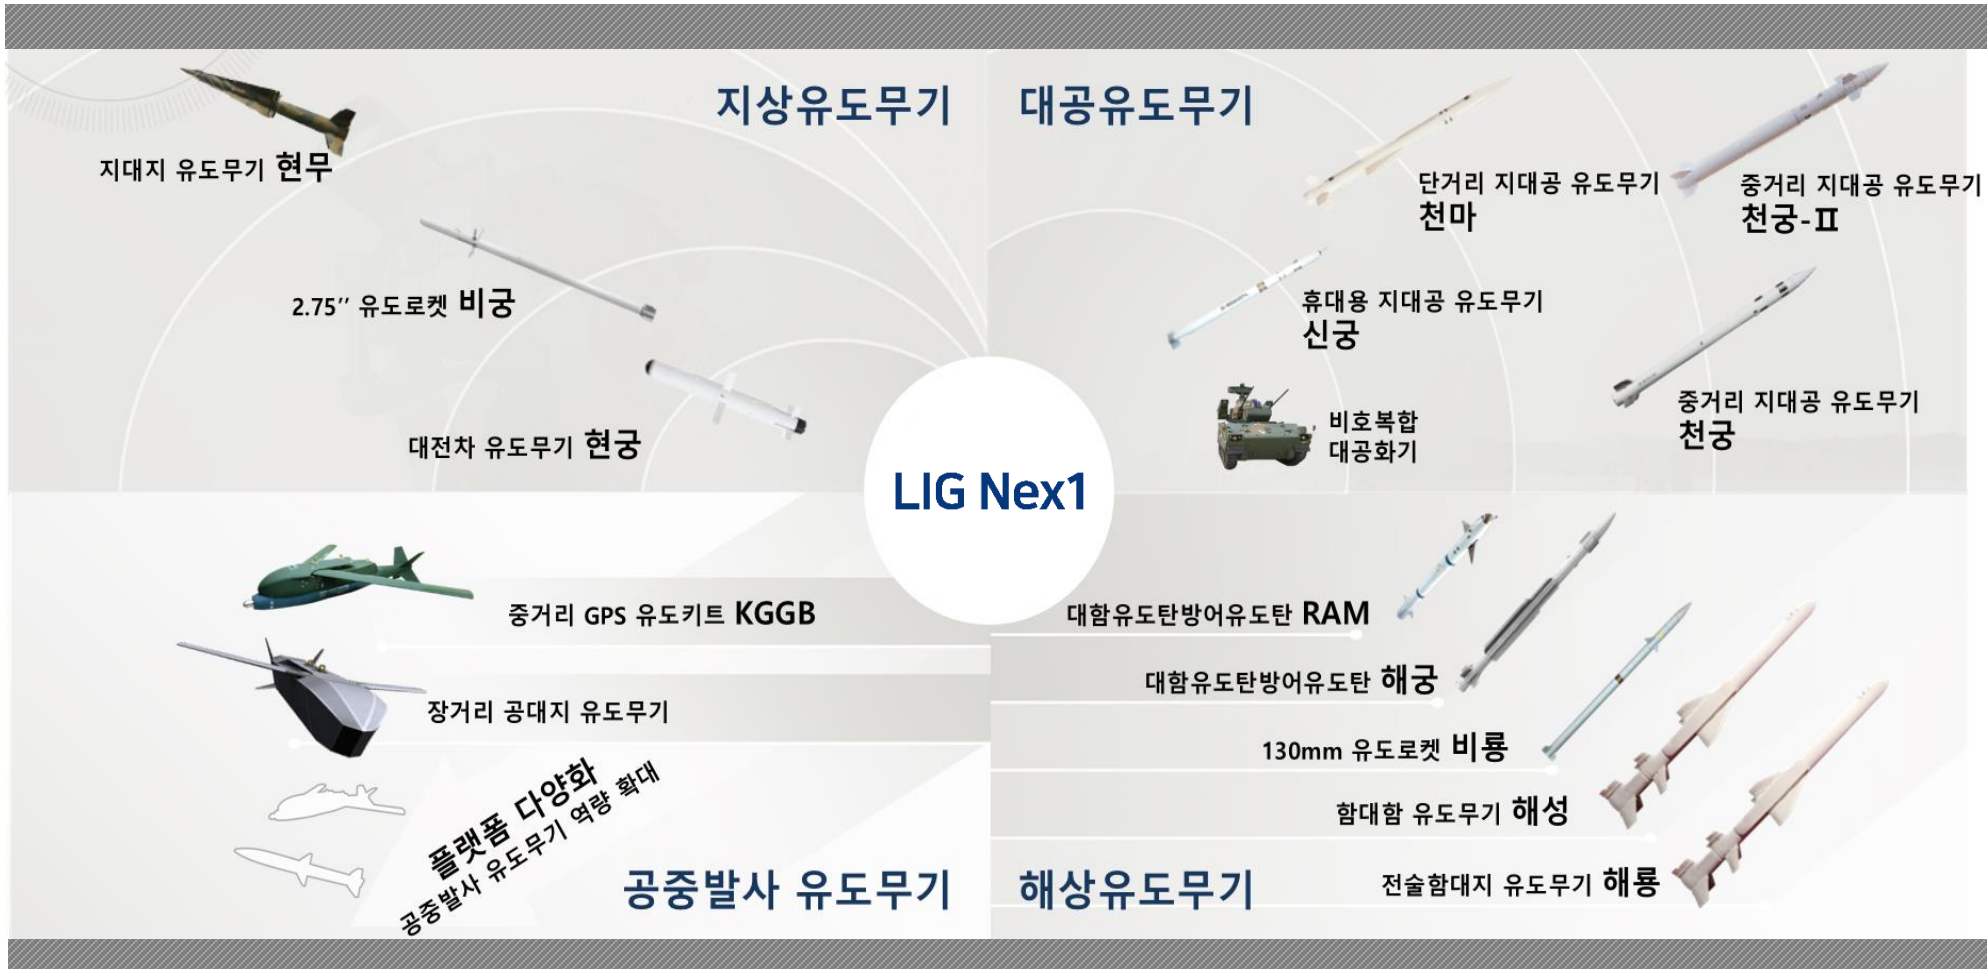 지상유도무기
지대지 유도무기 현무
2.75′′ 유도로켓 비궁
대전차 유도무기 현궁
대공유도무기
단거리 지대공 유도무기
천마
중거리 지대공 유도무기
천궁-Ⅱ
휴대용 지대공 유도무기
신궁
중거리 지대공 유도무기
천궁
비호복합
대공화기
LIG Nex1
중거리 GPS 유도키트 KGGB
장거리 공대지 유도무기
플랫폼 다양화
공중발사 유도무기 역량 확대
공중발사 유도무기
대함유도탄방어유도탄 RAM
대함유도탄방어유도탄 해궁
130mm 유도로켓 비룡
함대함 유도무기 해성
전술함대지 유도무기 해룡
해상유도무기